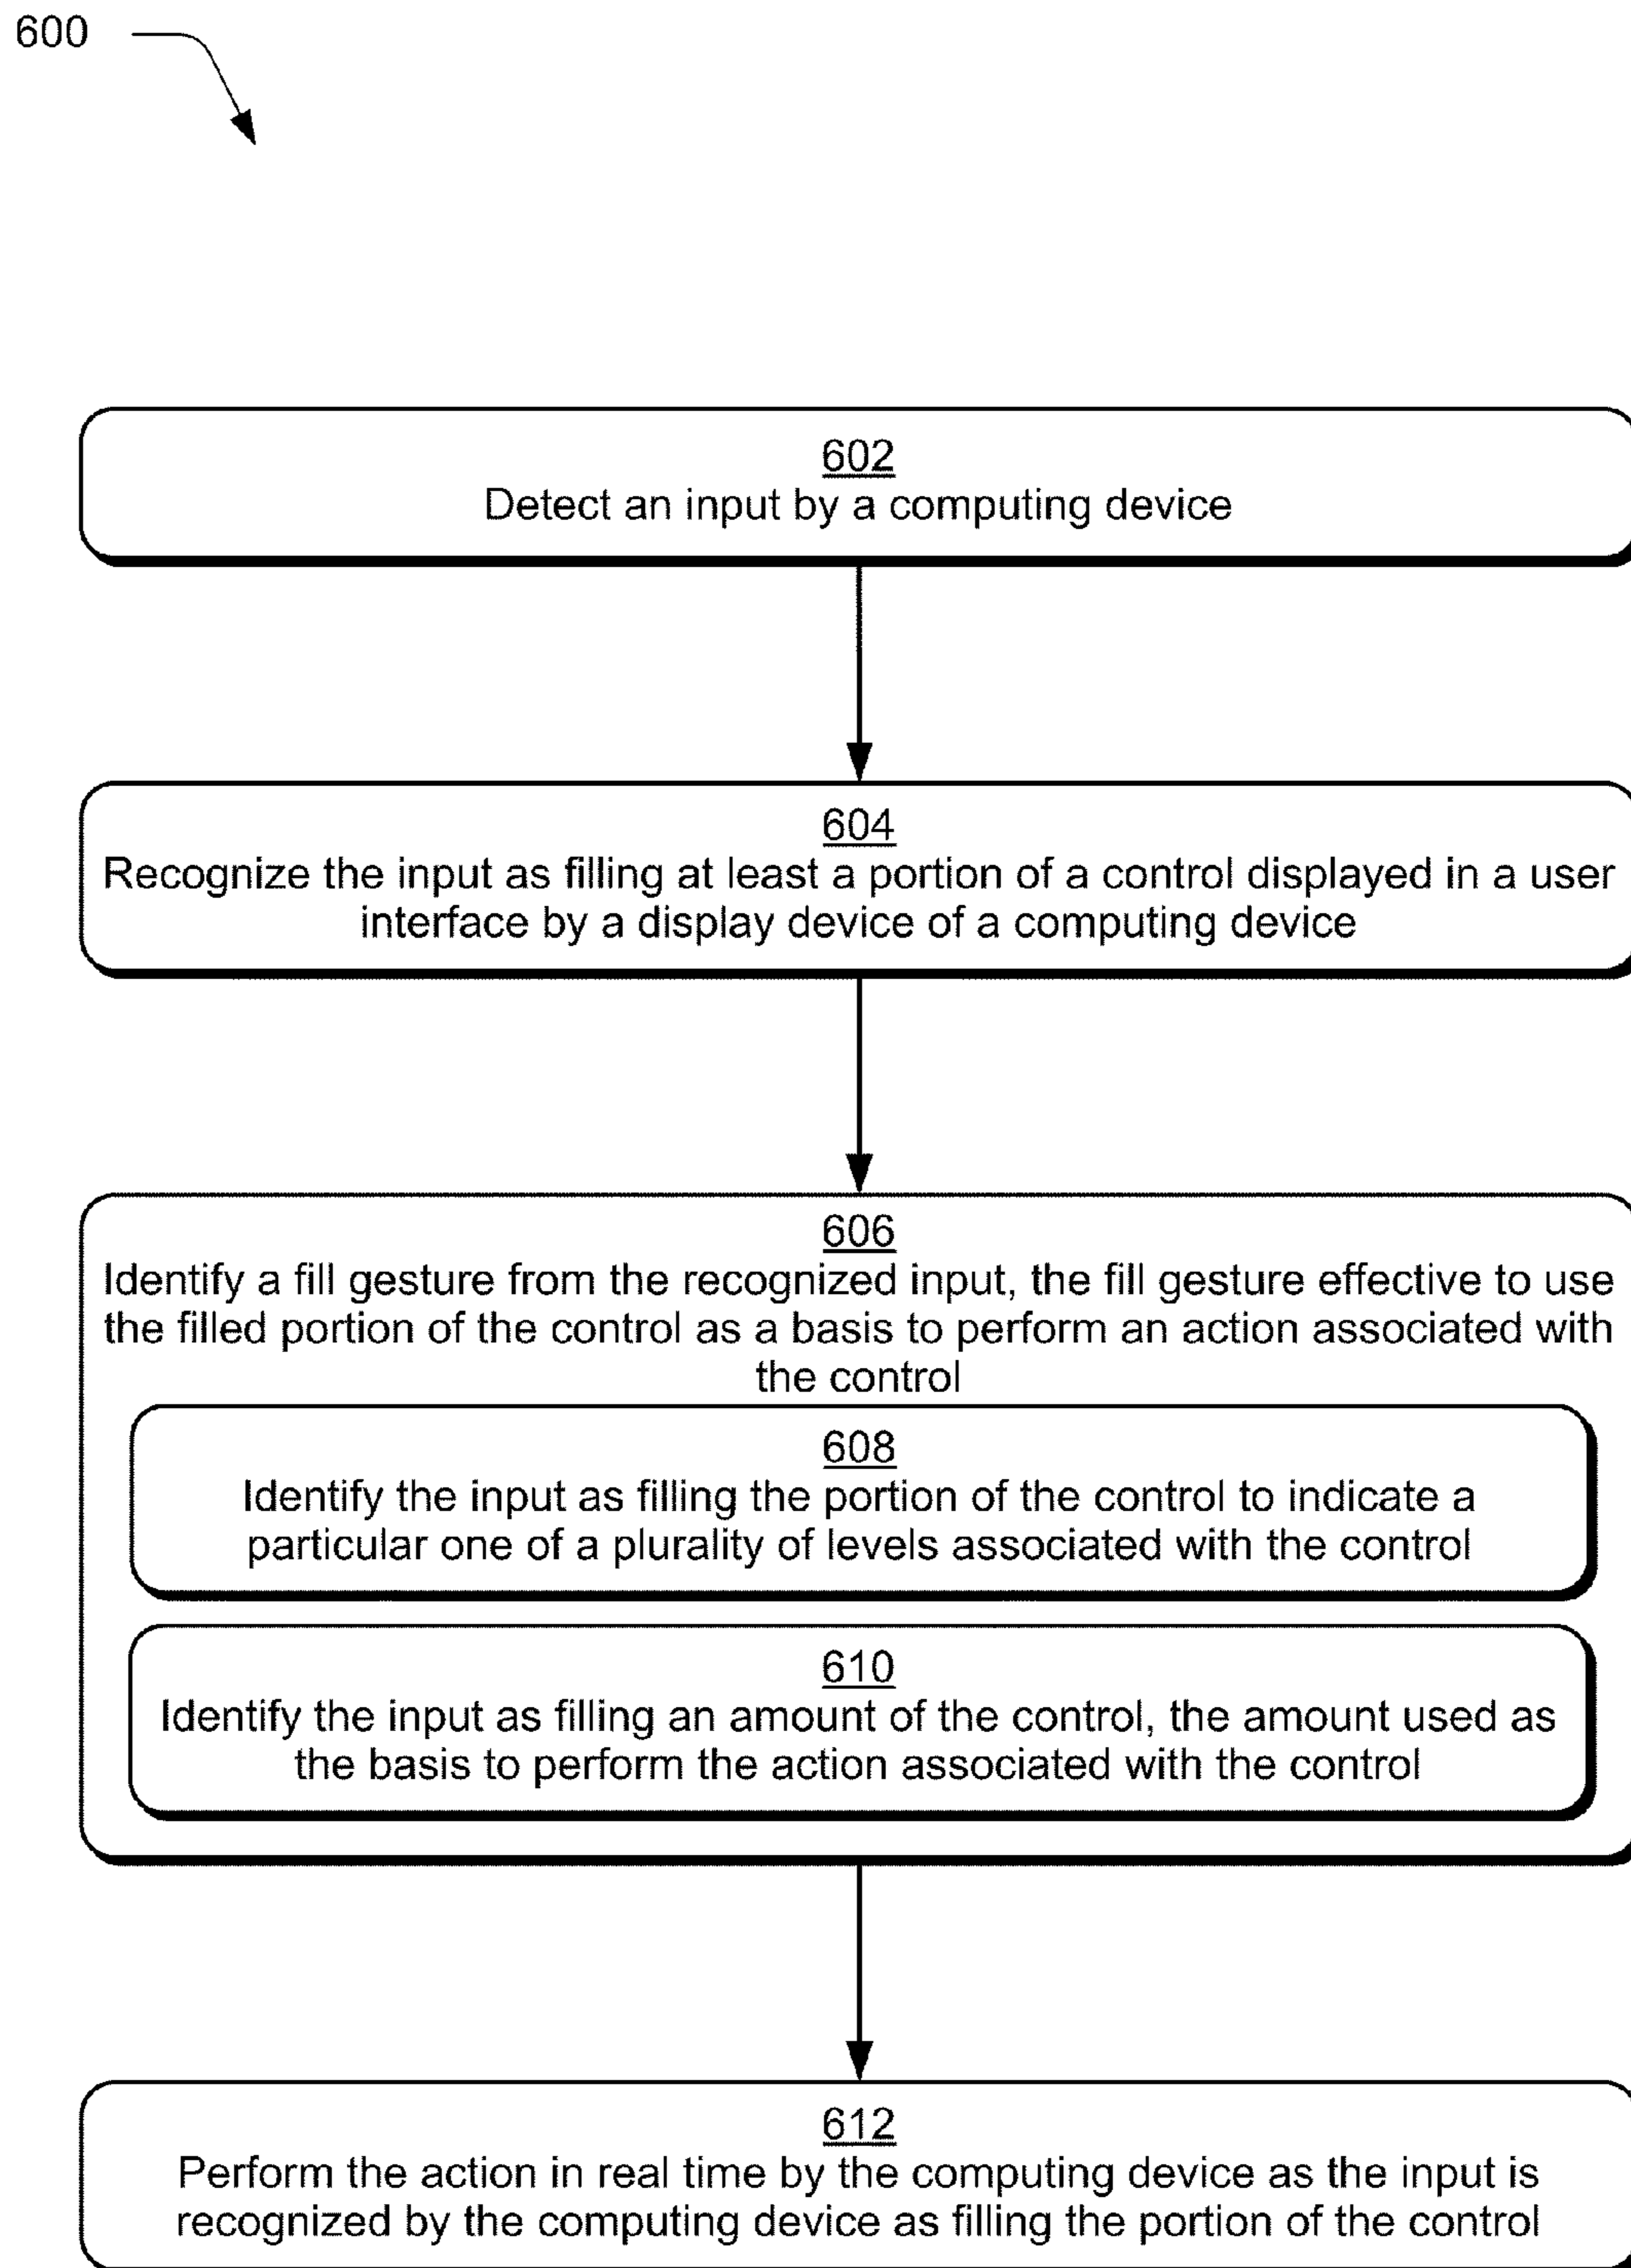 600
602
Detect an input by a computing device
604
Recognize the input as filling at least a portion of a control displayed in a user
interface by a display device of a computing device
606
Identify a fill gesture from the recognized input, the fill gesture effective to use
the filled portion of the control as a basis to perform an action associated with
the control
608
Identify the input as filling the portion of the control to indicate a
particular one of a plurality of levels associated with the control
610
Identify the input as filling an amount of the control, the amount used as
the basis to perform the action associated with the control
612
Perform the action in real time by the computing device as the input is
recognized by the computing device as filling the portion of the control